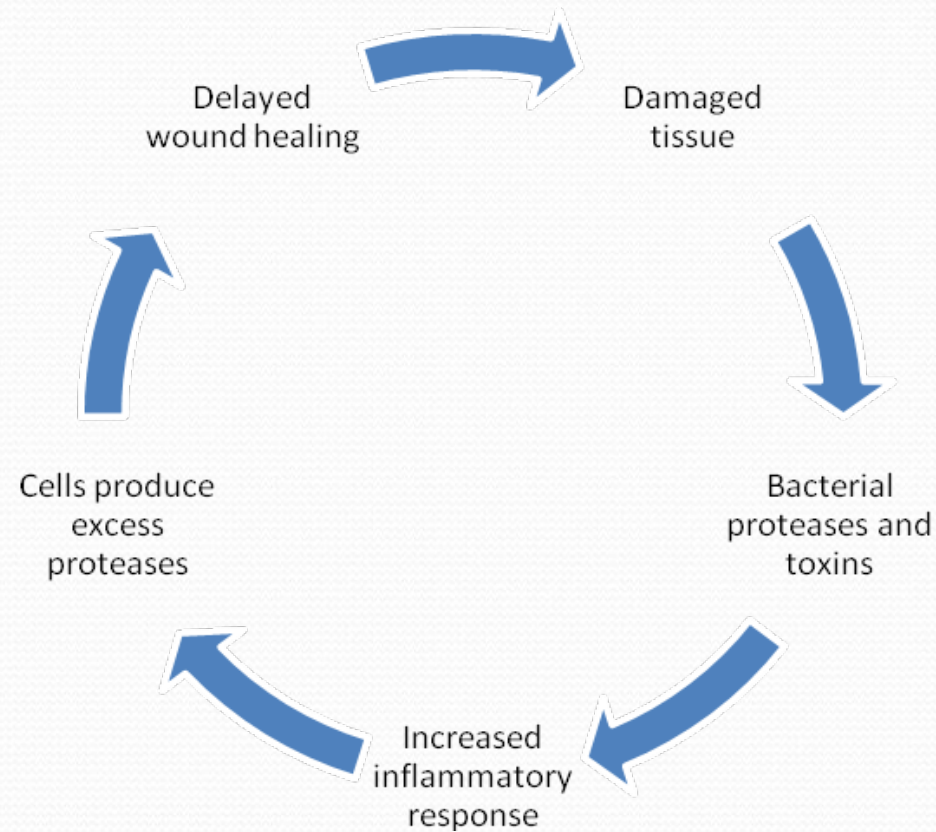 Delayed
wound healing
Damaged
tissue
Bacterial
proteases and
toxins
Increased
inflammatory
response
Cells produce
excess
proteases